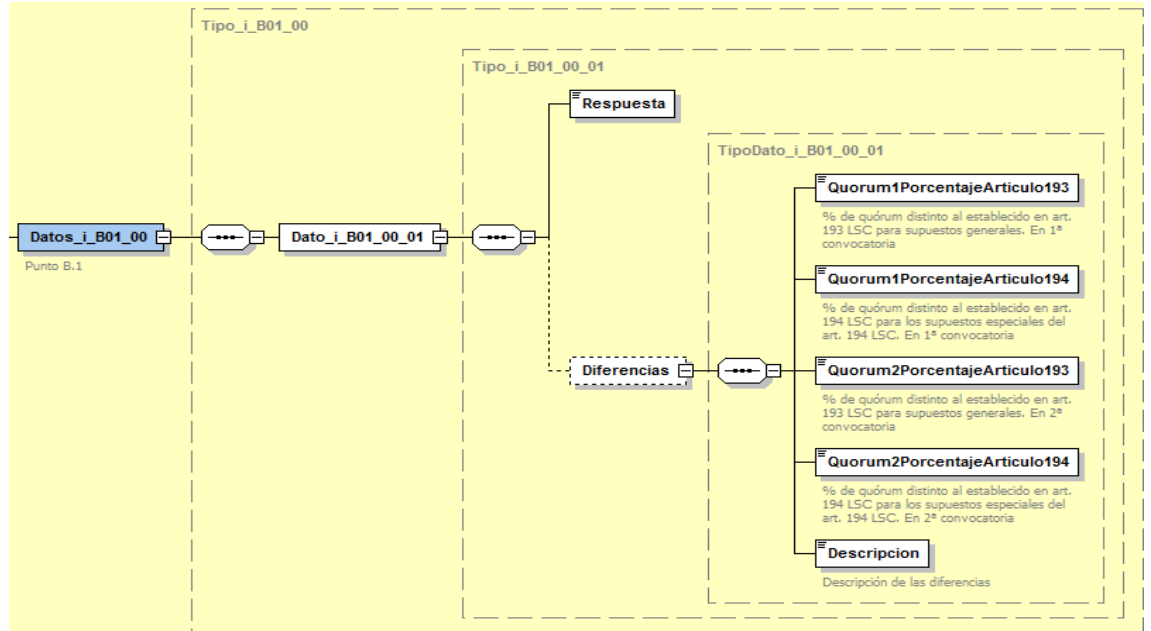 Tipo_i_B01_00
Tipo_i_B01_00_01
Respuesta
TipoDato_i_B01_00_01
Quorum1PorcentajeArticulo193
% de quórum distinto al establecido en art.
193 LSC para supuestos generales. En 1ª
convocatoria
Datos_i_B01_00
Punto B.1
Dato_i_B01_00_01
Quorum1PorcentajeArticulo194
% de quórum distinto al establecido en art.
194 LSC para los supuestos especiales del
art. 194 LSC. En 1ª convocatoria
Diferencias
Quorum2PorcentajeArticulo193
% de quórum distinto al establecido en art.
193 LSC para supuestos generales. En 2ª
convocatoria
Quorum2PorcentajeArticulo194
% de quórum distinto al establecido en art.
194 LSC para los supuestos especiales del
art. 194 LSC. En 2ª convocatoria
Descripcion
Descripción de las diferencias